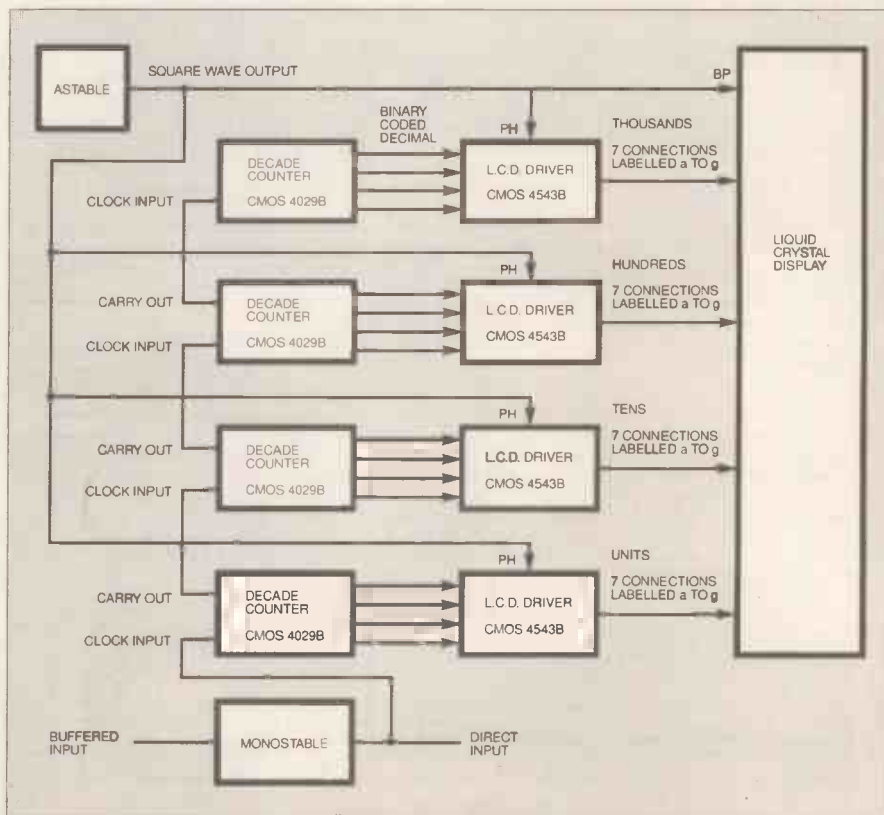 ASTABLE
SQUARE WAVE OUTPUT
BP
BINARY
CODED
DECIMAL
PH
THOUSANDS
7 CONNECTIONS
LABELLED a TO g
DECADE
COUNTER
CMOS 4029B
L.C.D. DRIVER
CMOS 4543B
CLOCK INPUT
LIQUID
CRYSTAL
DISPLAY
PH
HUNDREDS
7 CONNECTIONS
LABELLED a TO g
CARRY OUT
DECADE
COUNTER
CMOS 4029B
L.C.D. DRIVER
CMOS 4543B
CLOCK INPUT
PH
TENS
7 CONNECTIONS
LABELLED a TO g
CARRY OUT
DECADE
COUNTER
CMOS 4029B
L.C.D. DRIVER
CMOS 4543B
CLOCK INPUT
PH
UNITS
7 CONNECTIONS
LABELLED a TO g
CARRY OUT
DECADE
COUNTER
CMOS 4029B
L.C.D. DRIVER
CMOS 4543B
CLOCK INPUT
BUFFERED
INPUT
MONOSTABLE
DIRECT
INPUT